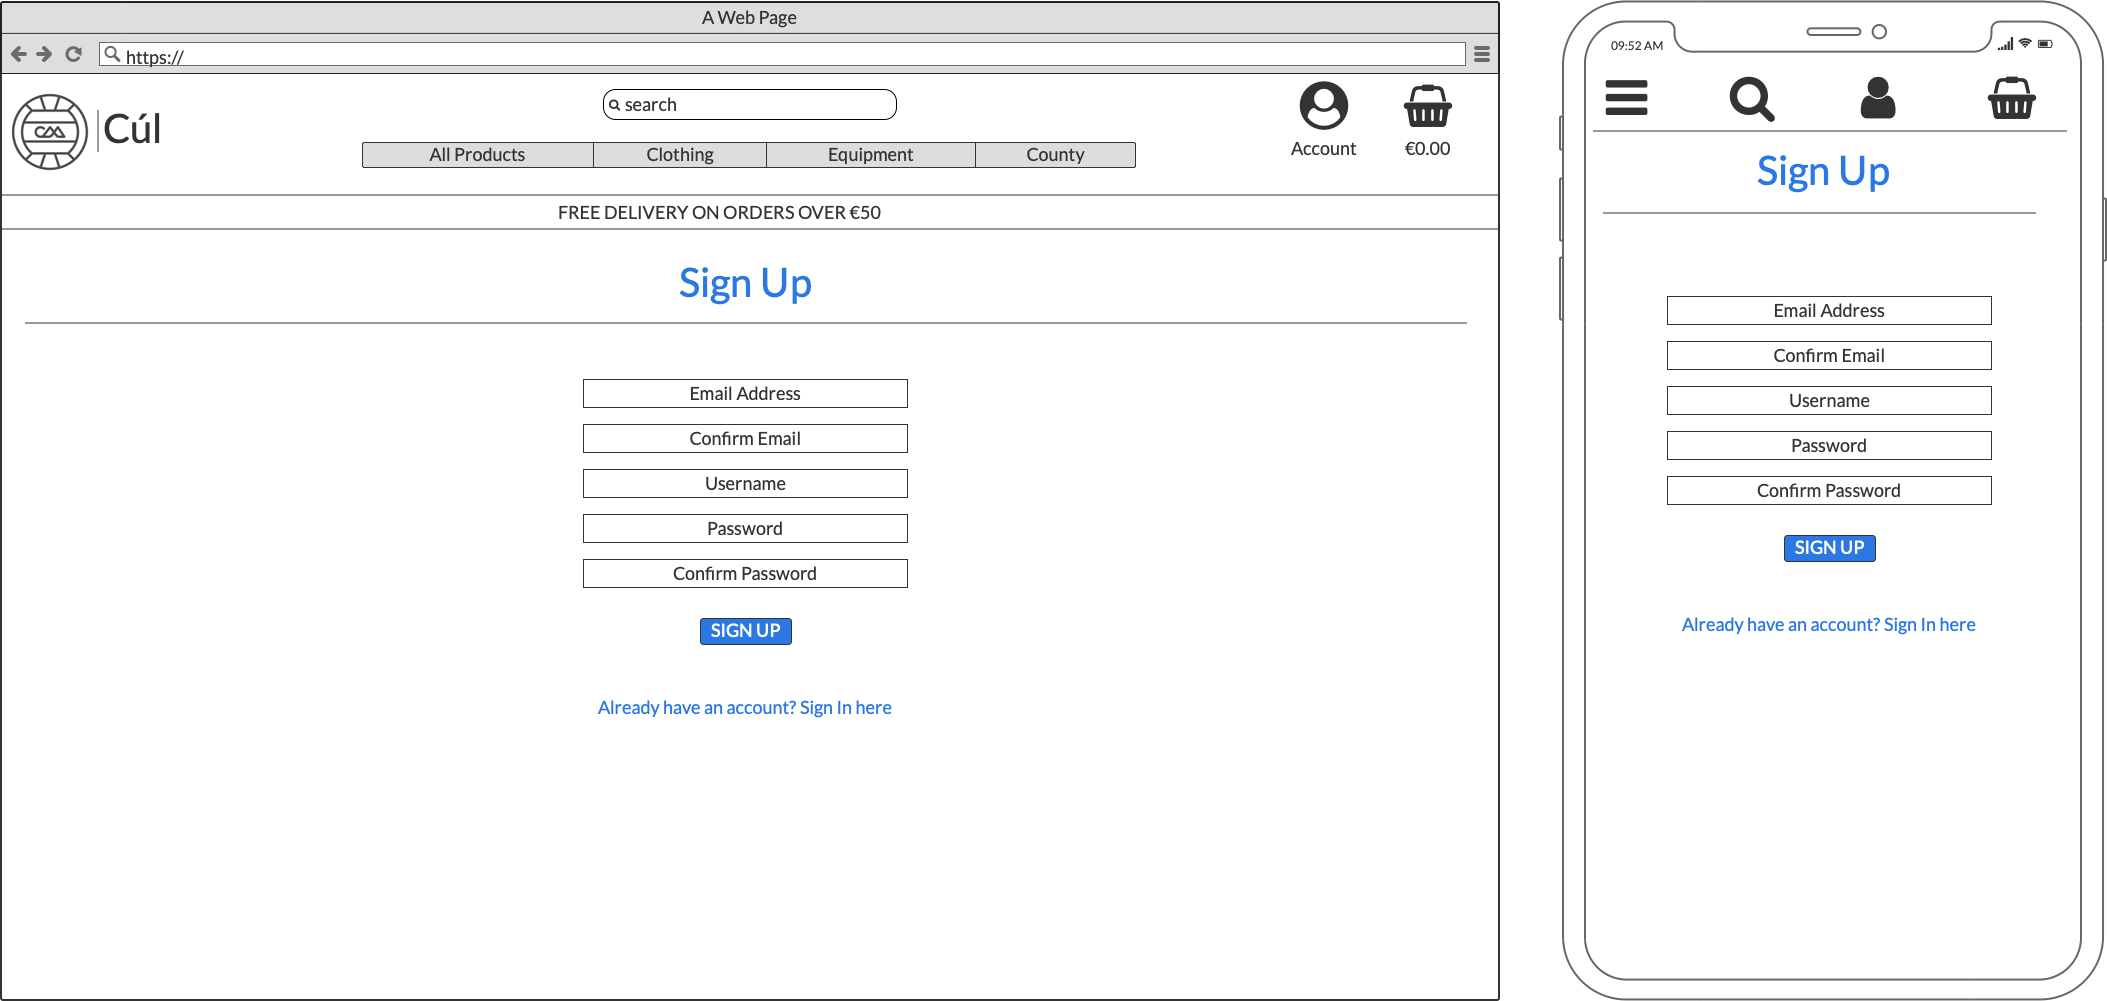 A Web Page
https://
Cúl
search
Account
€0.00
All Products
Clothing
Equipment
County
FREE DELIVERY ON ORDERS OVER €50
Sign Up
Email Address
Confirm Email
Username
Password
Confirm Password
SIGN UP
Already have an account? Sign In here
09:52 AM
Sign Up
Email Address
Confirm Email
Username
Password
Confirm Password
SIGN UP
Already have an account? Sign In here